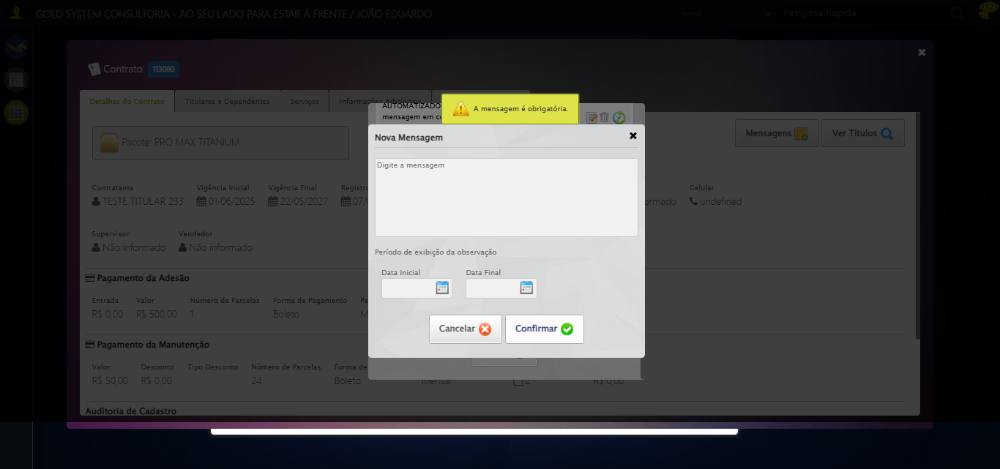 GOLD SYSTEM CONSULTORIA - AO SEU LADO PARA ESTAR À FRENTE / JOÃO EDUARDO
Nome
Pesquisa Rapida
Contrato: 113060
Detalhes do Contrato
Titulares e Dependentes
Serviços
Informações Adicionais
AUTOMATIZADO
mensagem em co
A mensagem é obrigatória.
Pacote: PRO MAX TITANIUM
Mensagens
Ver Títulos
Nova Mensagem
Digite a mensagem
Período de exibição da observação
Data Inicial
Data Final
Cancelar
Confirmar
Contratante
Vigência Inicial
Vigência Final
Registro
Celular
TESTE TITULAR 233
01/06/2025
22/05/2027
07/
ormado
undefined
Supervisor
Vendedor
Não informado
Não informado
Pagamento da Adesão
Entrada
Valor
Número de Parcelas
Forma de Pagamento
Pe
R$ 0,00
R$ 500,00
1
Boleto
M
Pagamento da Manutenção
Valor
Desconto
Tipo Desconto
Número de Parcelas
Forma de
R$ 50,00
R$ 0,00
24
Boleto
Mensal
2
R$ 0,00
Auditoria de Cadastro